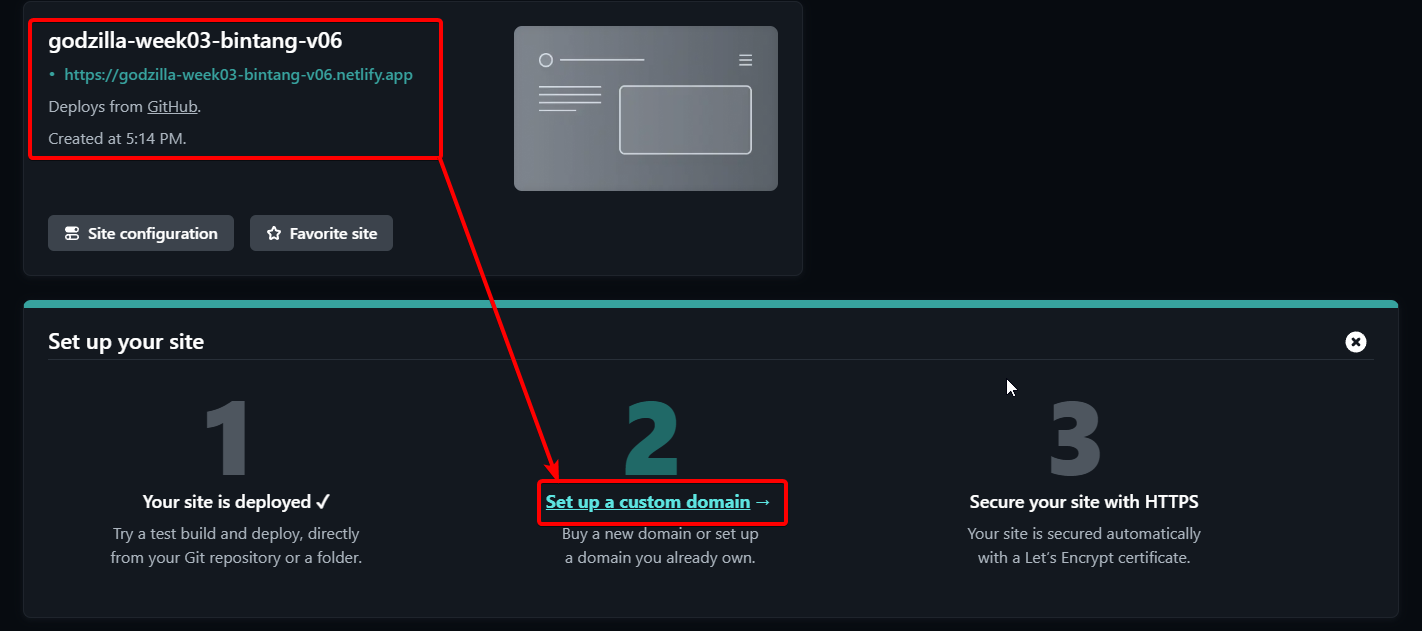 godzilla-week03-bintang-v06
• https://godzilla-week03-bintang-v06.netlify.app
Deploys from GitHub.
Created at 5:14 PM.
Site configuration
Favorite site
Set up your site
1
Your site is deployed ✓
Try a test build and deploy, directly
from your Git repository or a folder.
2
Set up a custom domain →
Buy a new domain or set up
a domain you already own.
3
Secure your site with HTTPS
Your site is secured automatically
with a Let’s Encrypt certificate.